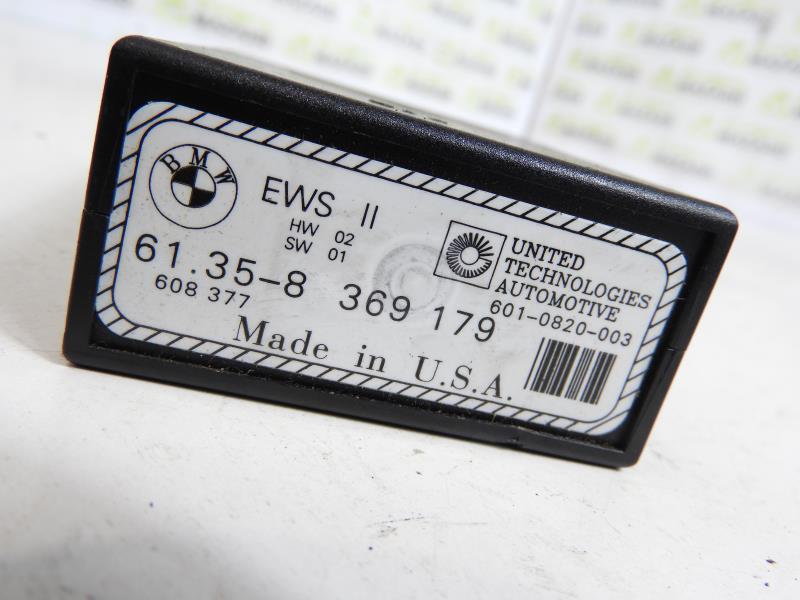 BMW
EWS II
HW 02
SW 01
61.35-8 369 179
608 377
Made in U.S.A.
UNITED
TECHNOLOGIES
AUTOMOTIVE
601-0820-003